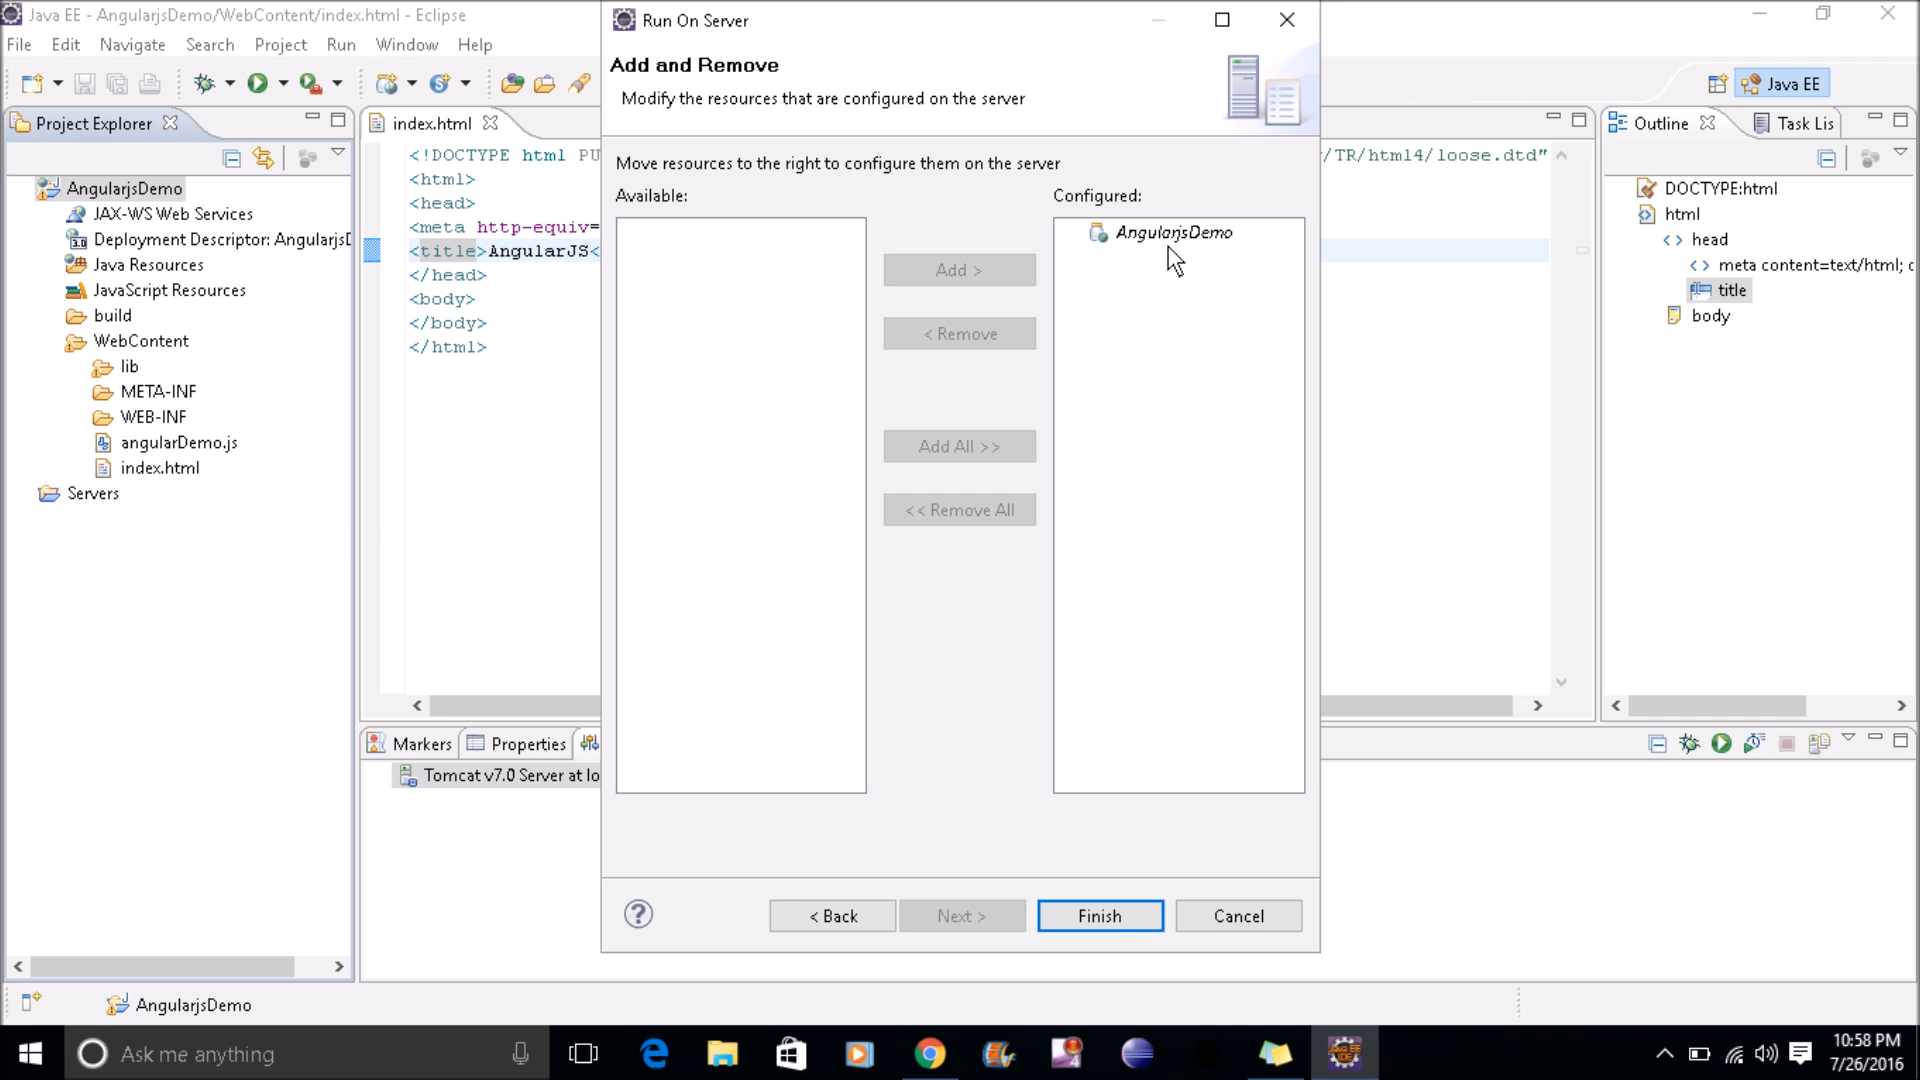 Java EE - AngularjsDemo/WebContent/index.html - Eclipse
File Edit Navigate Search Project Run Window Help
Java EE
Project Explorer
AngularjsDemo
JAX-WS Web Services
Deployment Descriptor: AngularjsD
Java Resources
JavaScript Resources
build
WebContent
lib
META-INF
WEB-INF
angularDemo.js
index.html
Servers
index.html
<!DOCTYPE html PU
/TR/html4/loose.dtd"
<html>
<head>
<meta http-equiv=
<title>AngularJS<
</head>
<body>
</body>
</html>
Run On Server
Add and Remove
Modify the resources that are configured on the server
Move resources to the right to configure them on the server
Available:
Configured:
AngularjsDemo
Add >
< Remove
Add All >>
<< Remove All
?
< Back
Next >
Finish
Cancel
Outline
Task Lis
DOCTYPE:html
html
head
meta content=text/html; c
title
body
Markers
Properties
Tomcat v7.0 Server at lo
AngularjsDemo
Ask me anything
10:58 PM
7/26/2016